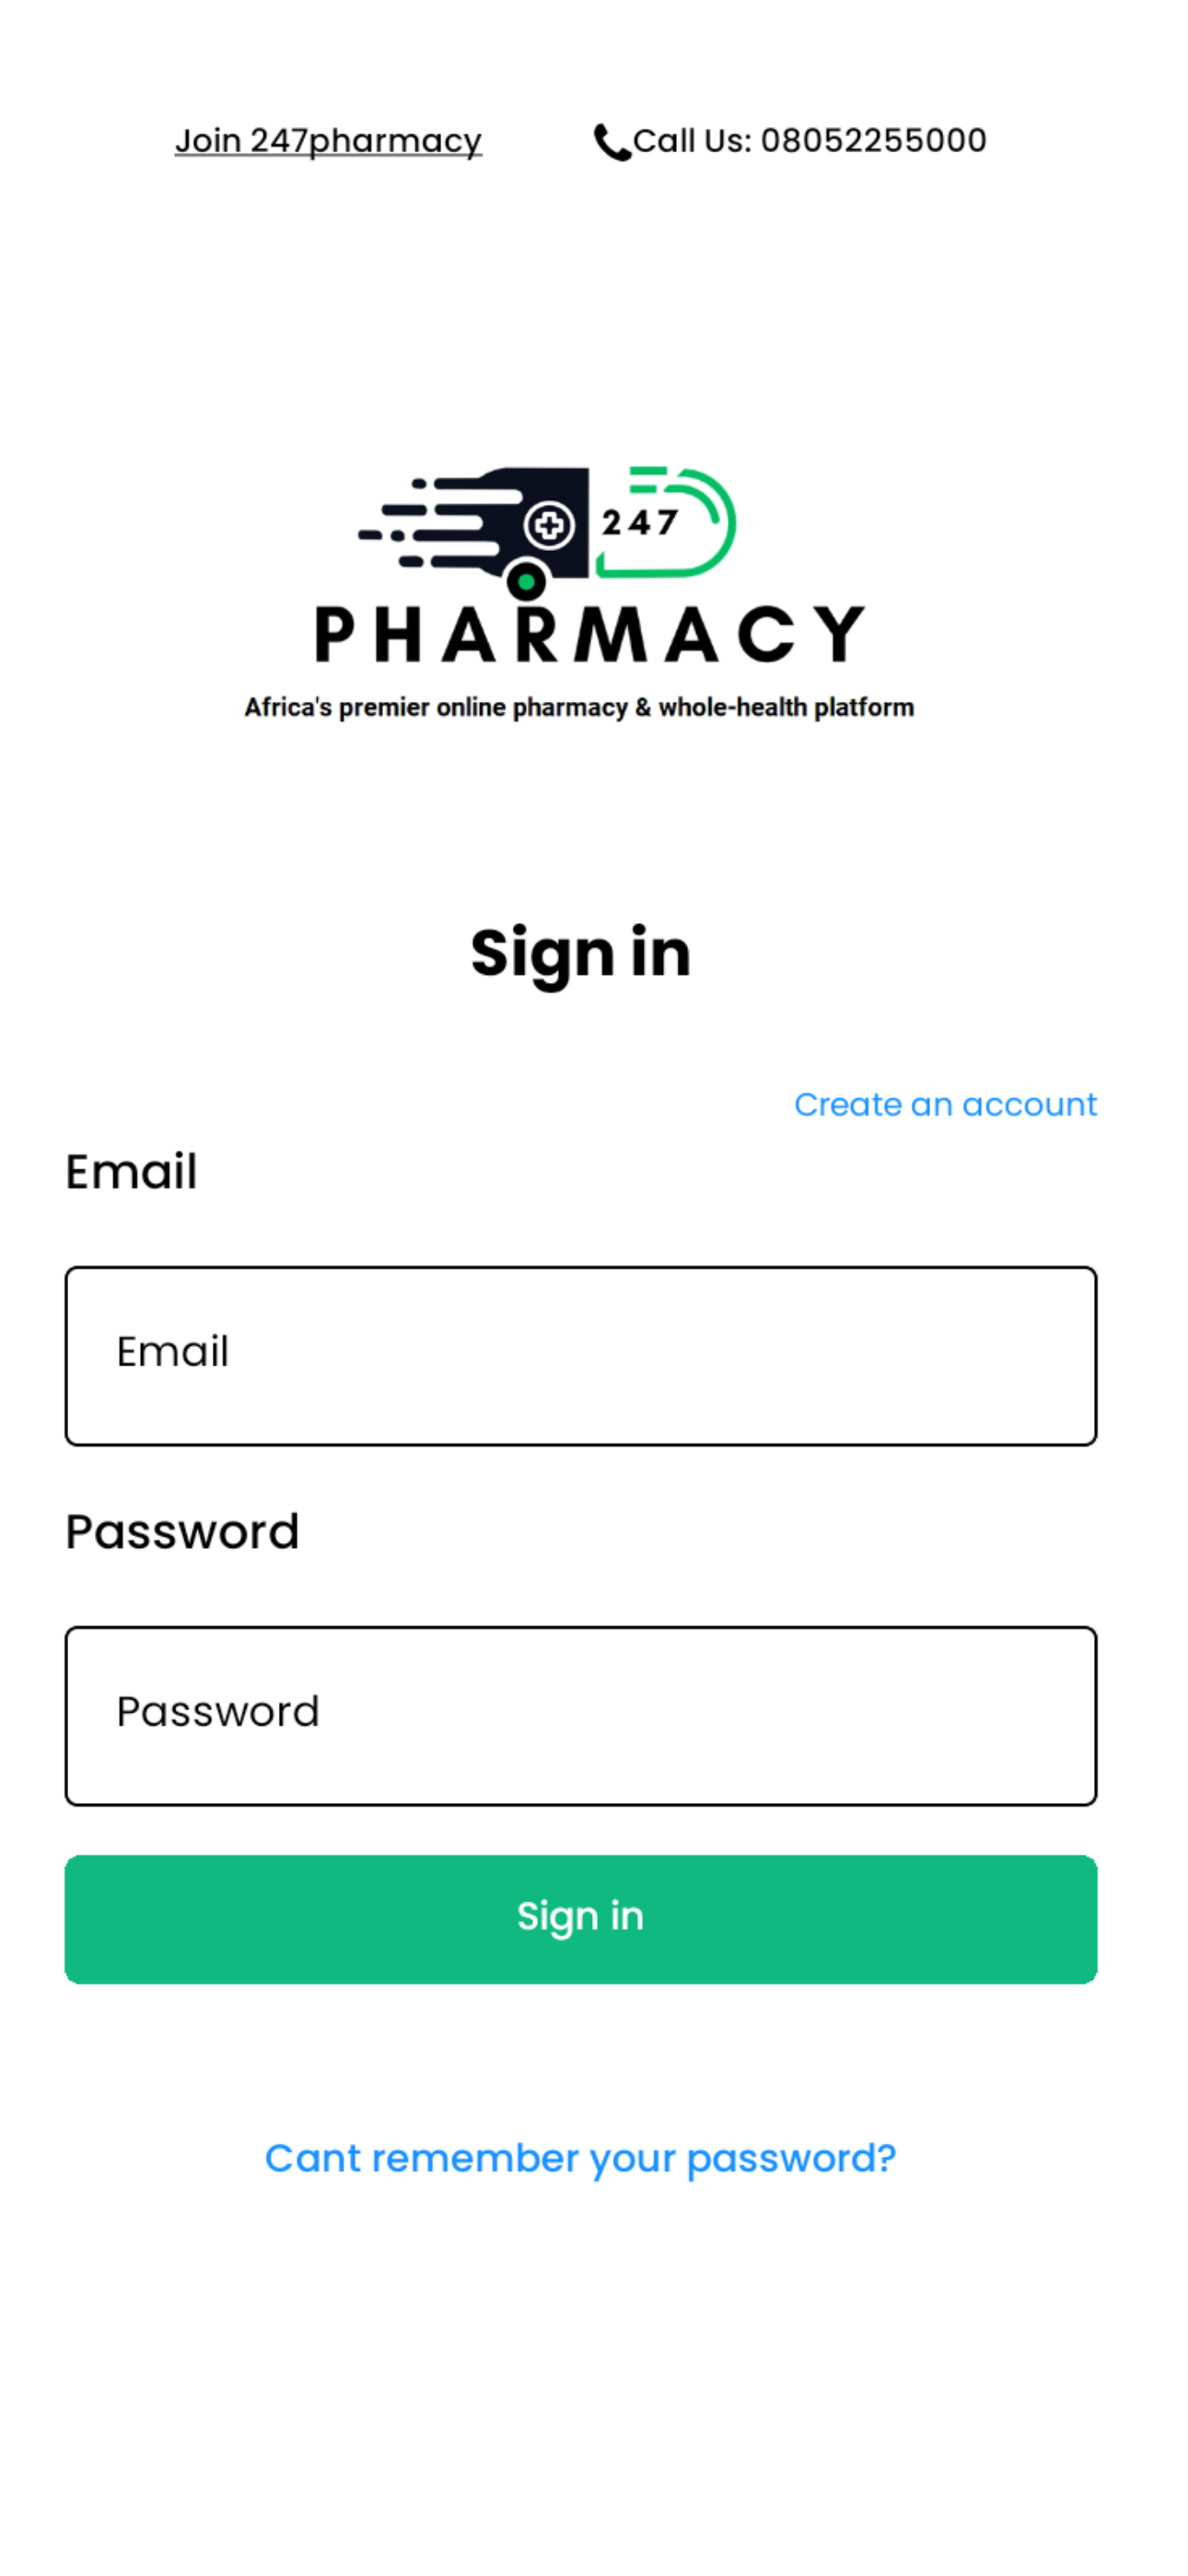 Join 247pharmacy
Call Us: 08052255000
247
PHARMACY
Africa's premier online pharmacy & whole-health platform
Sign in
Create an account
Email
Email
Password
Password
Sign in
Cant remember your password?